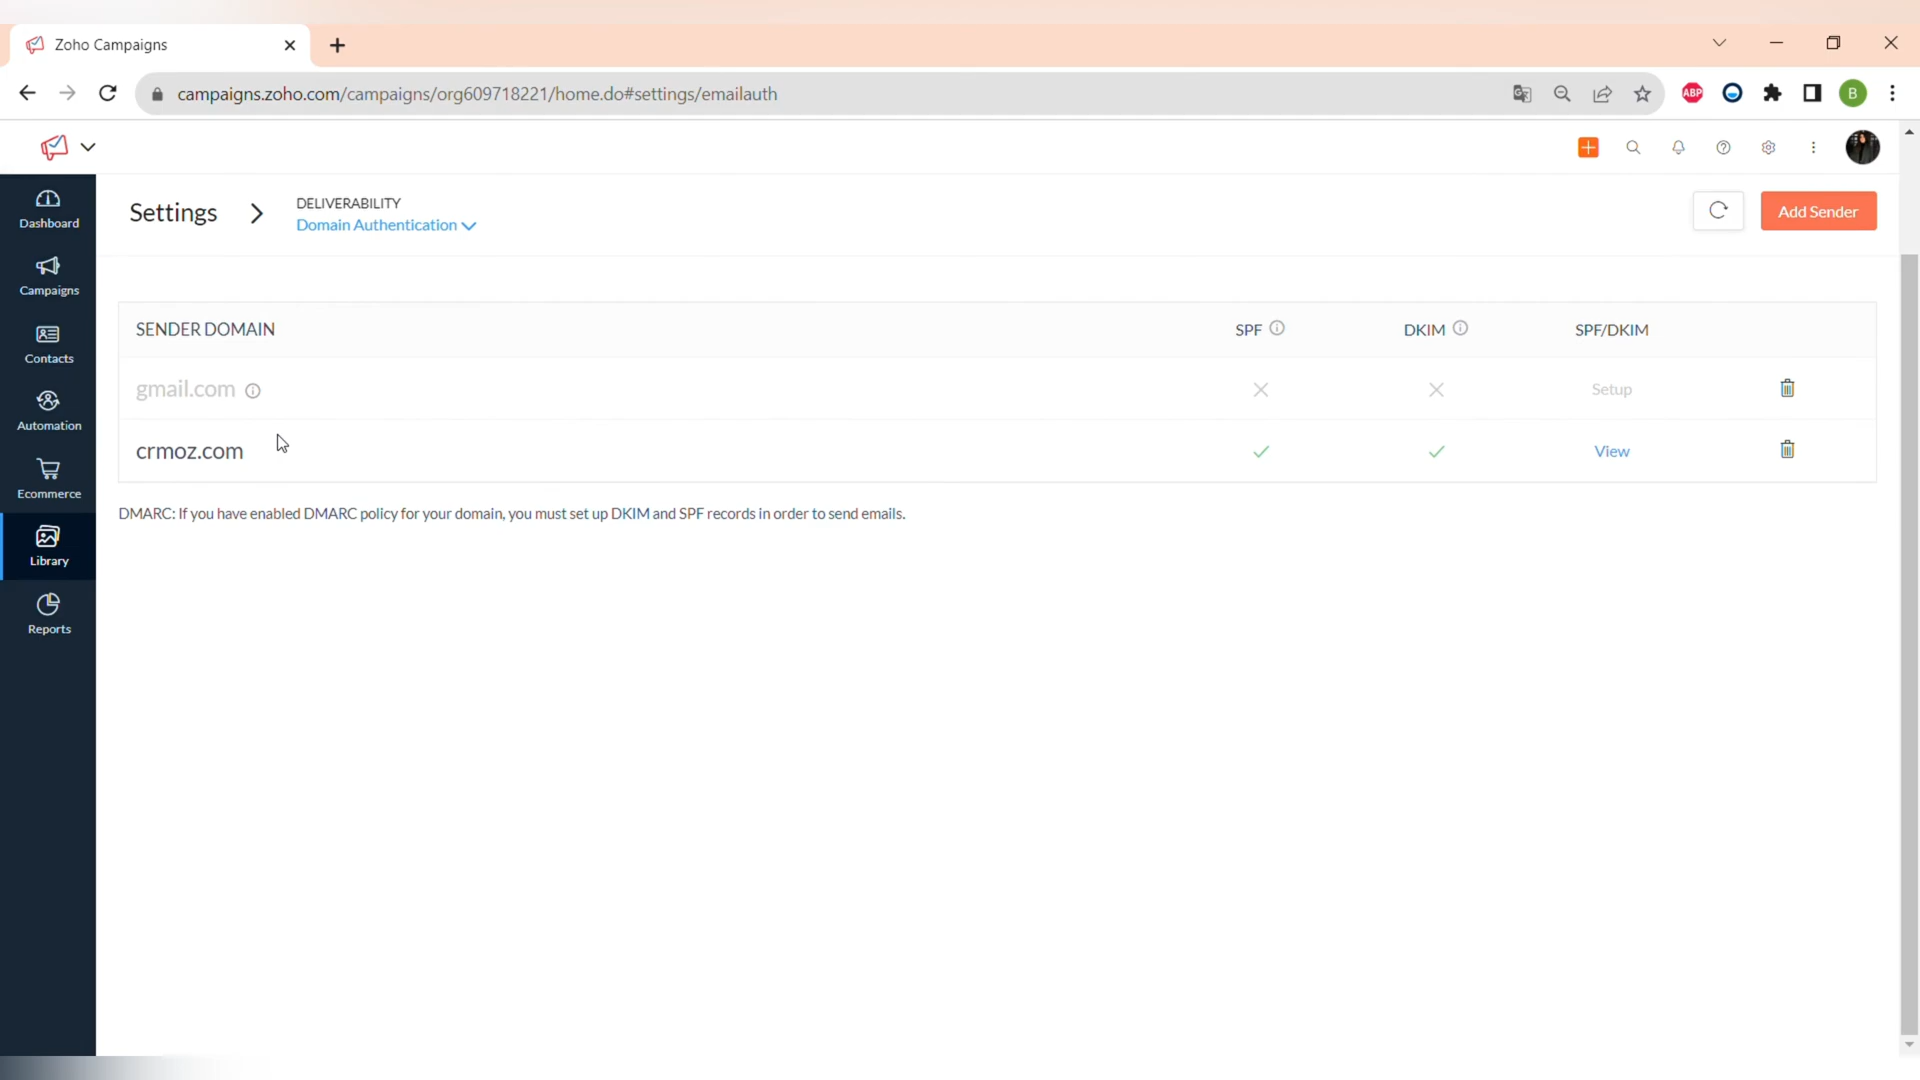 Zoho Campaigns
campaigns.zoho.com/campaigns/org609718221/home.do#settings/emailauth
ABP
B
Dashboard
Campaigns
Contacts
Automation
Ecommerce
Library
Reports
Settings
DELIVERABILITY
Domain Authentication
Add Sender
SENDER DOMAIN SPF DKIM SPF/DKIM
gmail.com Setup
crmoz.com View
DMARC: If you have enabled DMARC policy for your domain, you must set up DKIM and SPF records in order to send emails.